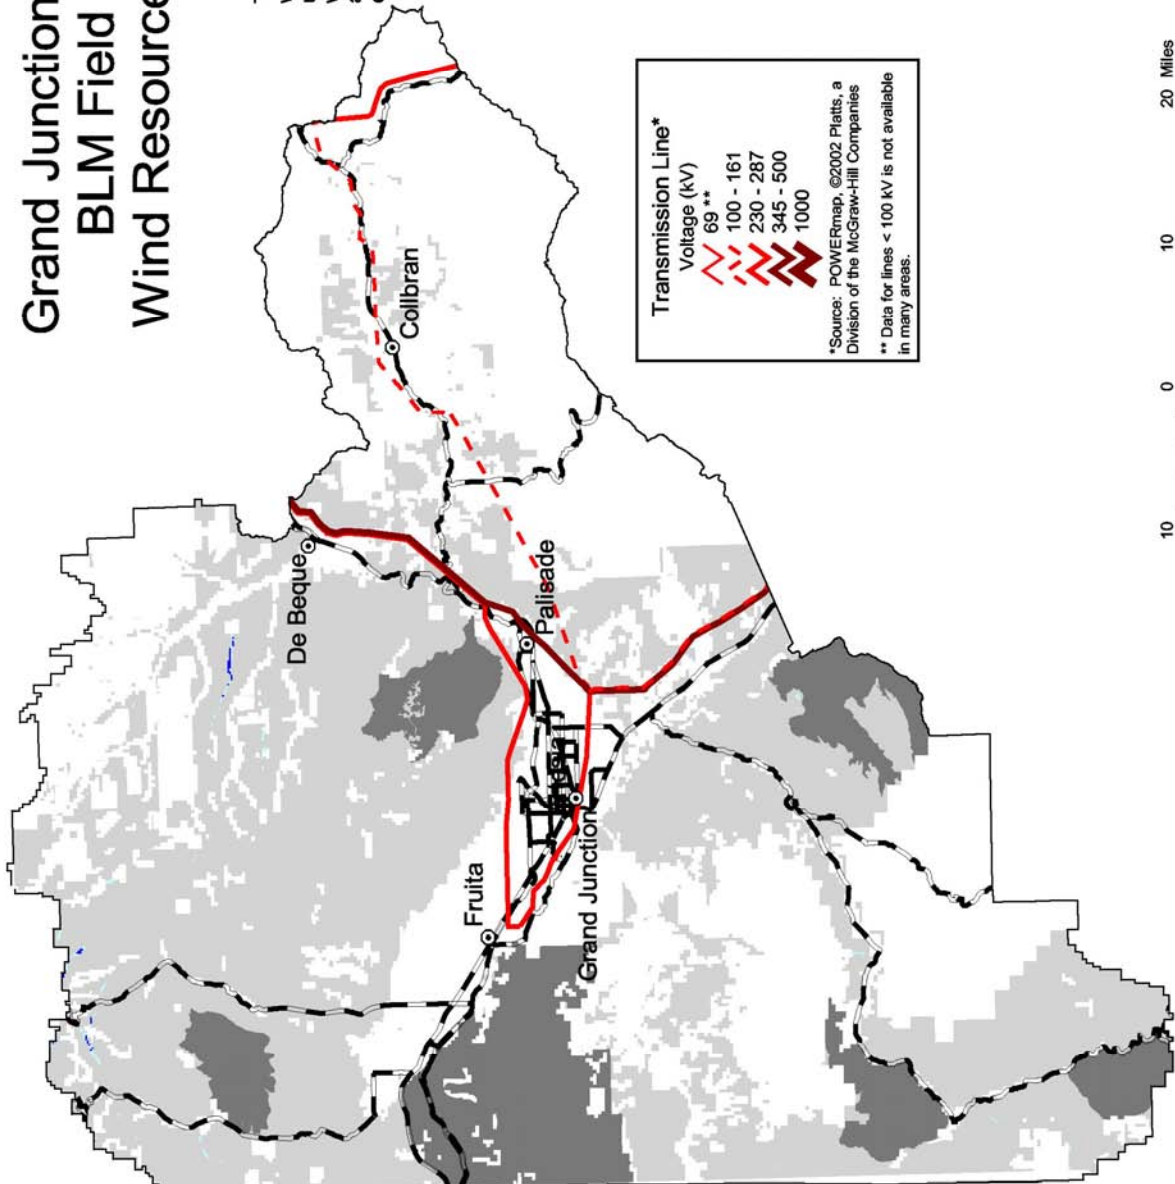 Grand Junction
BLM Field
Wind Resource
Collbran
De Beque
Palisade
Fruita
Grand Junction
Transmission Line*
Voltage (kV)
69 **
100 - 161
230 - 287
345 - 500
1000
*Source: POWERmap, ©2002 Platts, a
Division of the McGraw-Hill Companies
** Data for lines < 100 kV is not available
in many areas.
10 0 10 20 Miles